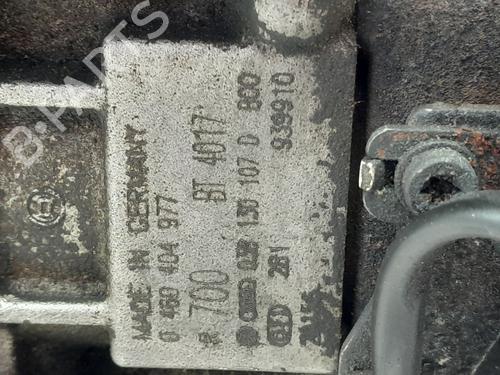 MADE IN GERMANY
0 460 404 977
700 BT 4017
028 130 107 D 800
281 939910
B-PARTS